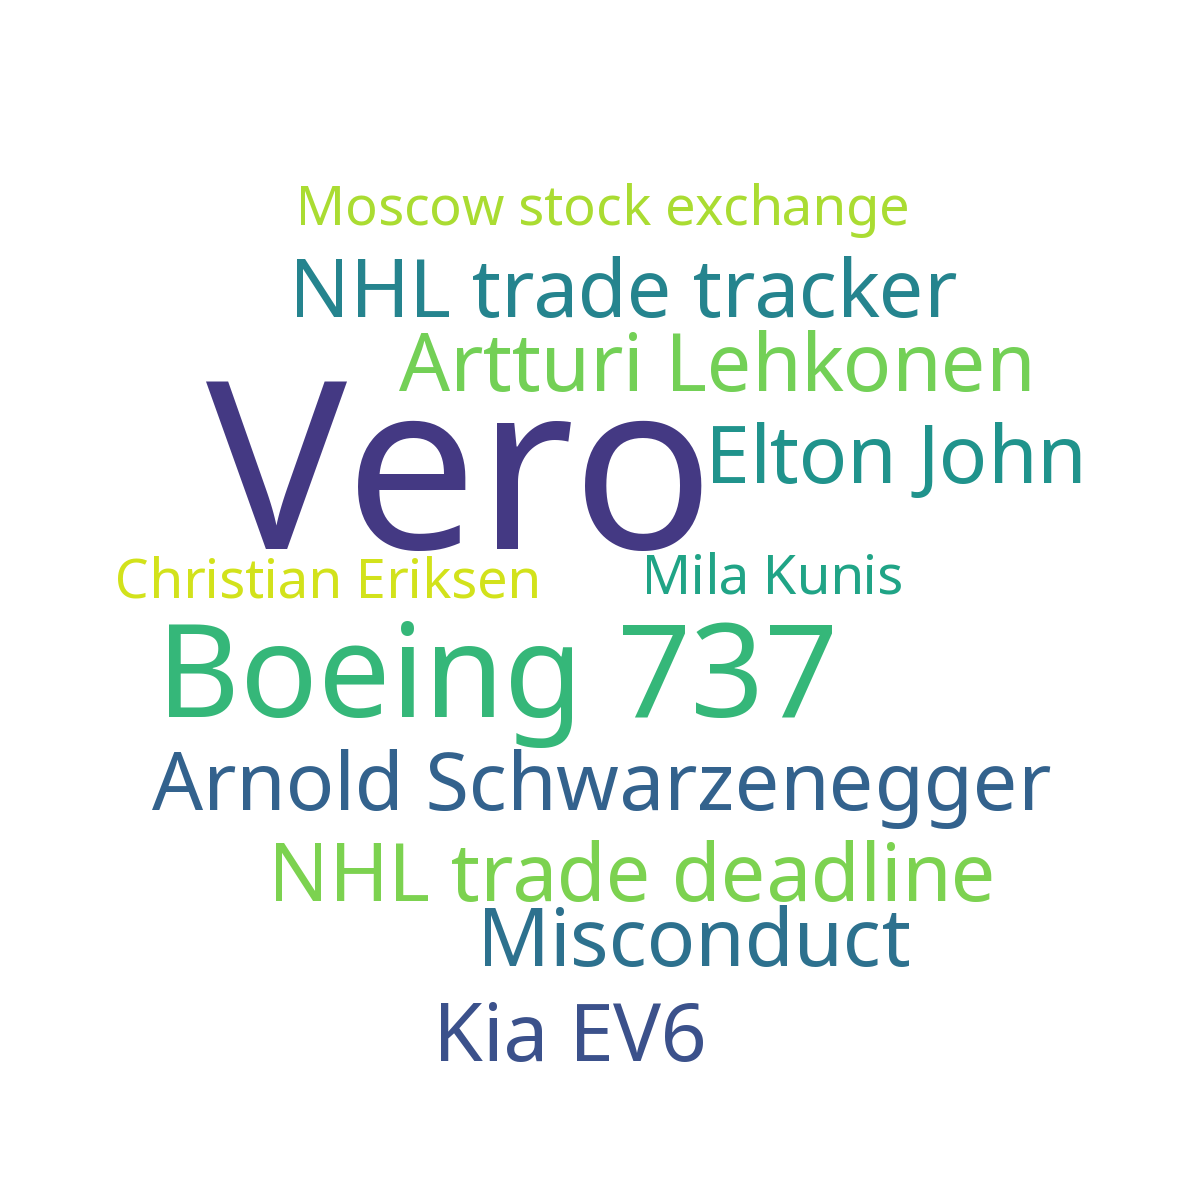 Moscow stock exchange
NHL trade tracker
Artturi Lehkonen
Vero
Elton John
Christian Eriksen
Mila Kunis
Boeing 737
Arnold Schwarzenegger
NHL trade deadline
Misconduct
Kia EV6